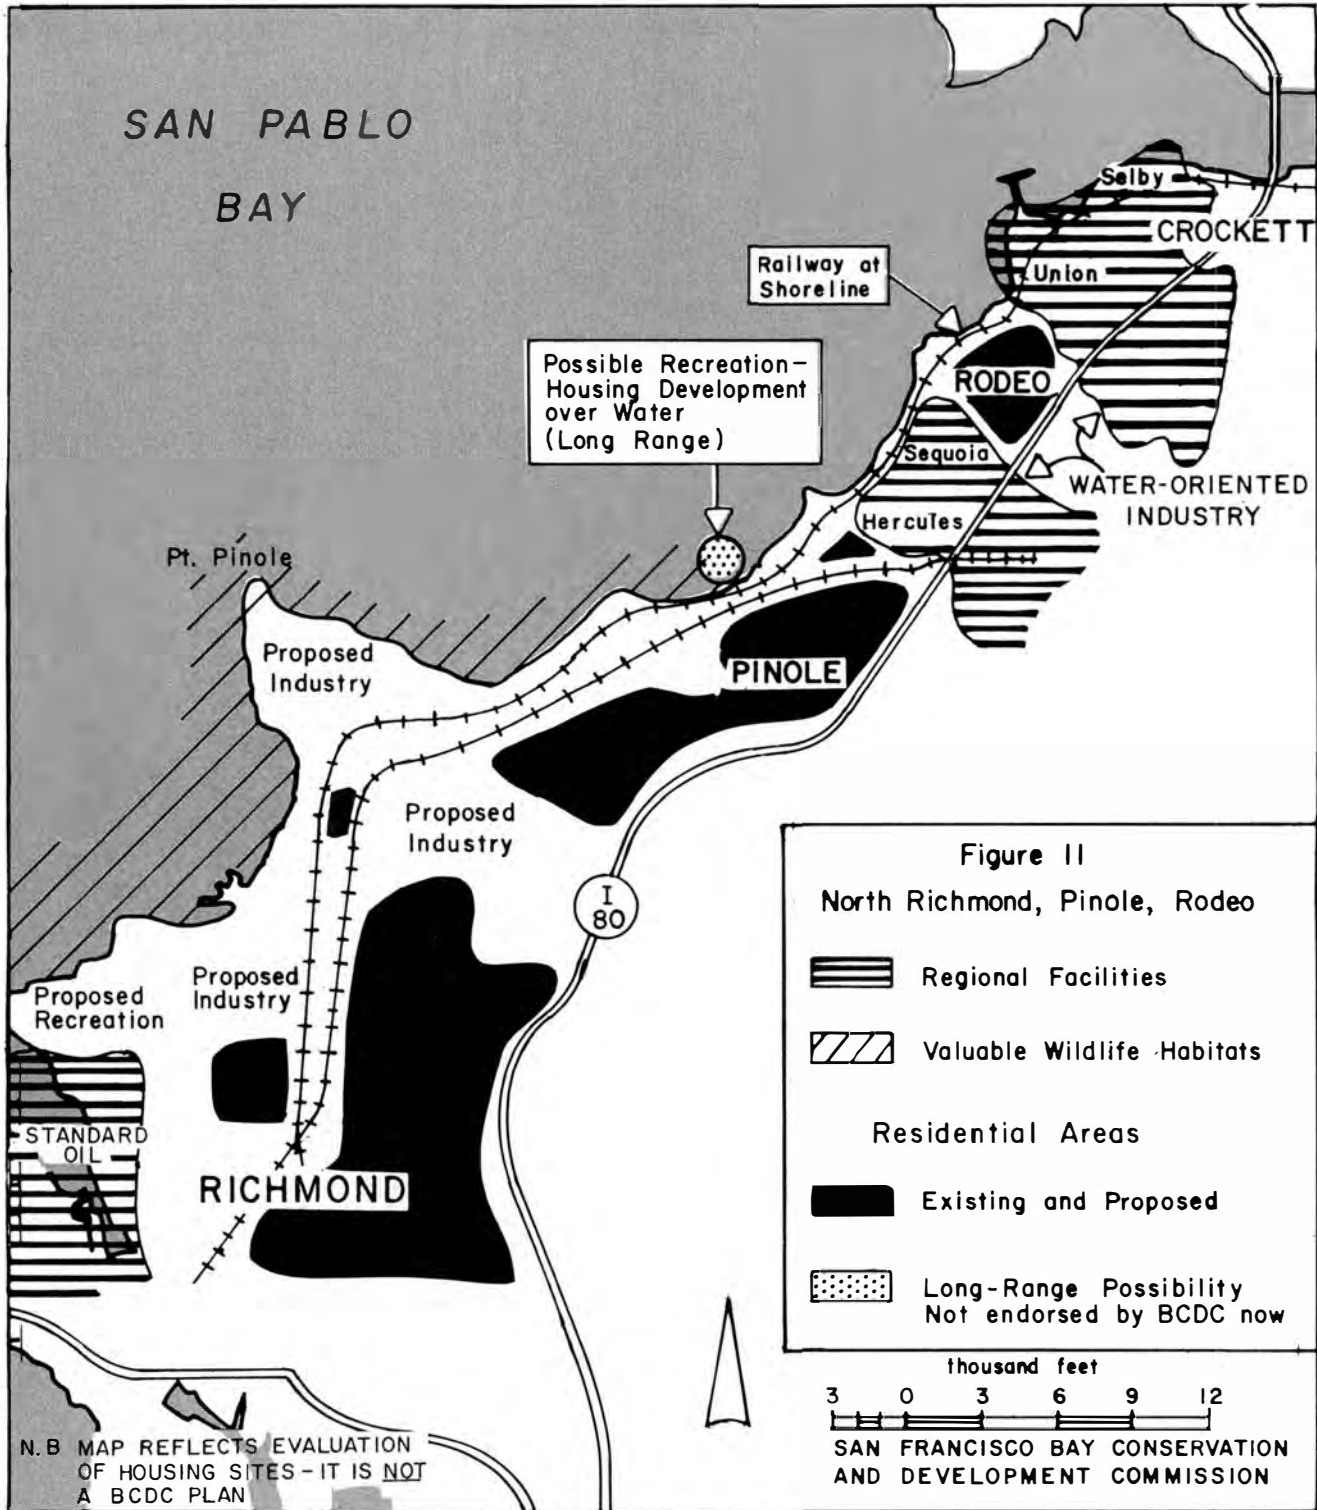 SAN PABLO
BAY
Selby
CROCKETT
Railway at
Shoreline
Union
Possible Recreation-
Housing Development
over Water
(Long Range)
RODEO
Sequoia
WATER-ORIENTED
INDUSTRY
Hercules
Pt. Pinole
Proposed
Industry
PINOLE
Proposed
Industry
I
80
Proposed
Industry
Proposed
Recreation
STANDARD
OIL
RICHMOND
Figure 11
North Richmond, Pinole, Rodeo
Regional Facilities
Valuable Wildlife Habitats
Residential Areas
Existing and Proposed
Long-Range Possibility
Not endorsed by BCDC now
thousand feet
3 0 3 6 9 12
SAN FRANCISCO BAY CONSERVATION
AND DEVELOPMENT COMMISSION
N.B MAP REFLECTS EVALUATION
OF HOUSING SITES-IT IS NOT
A BCDC PLAN